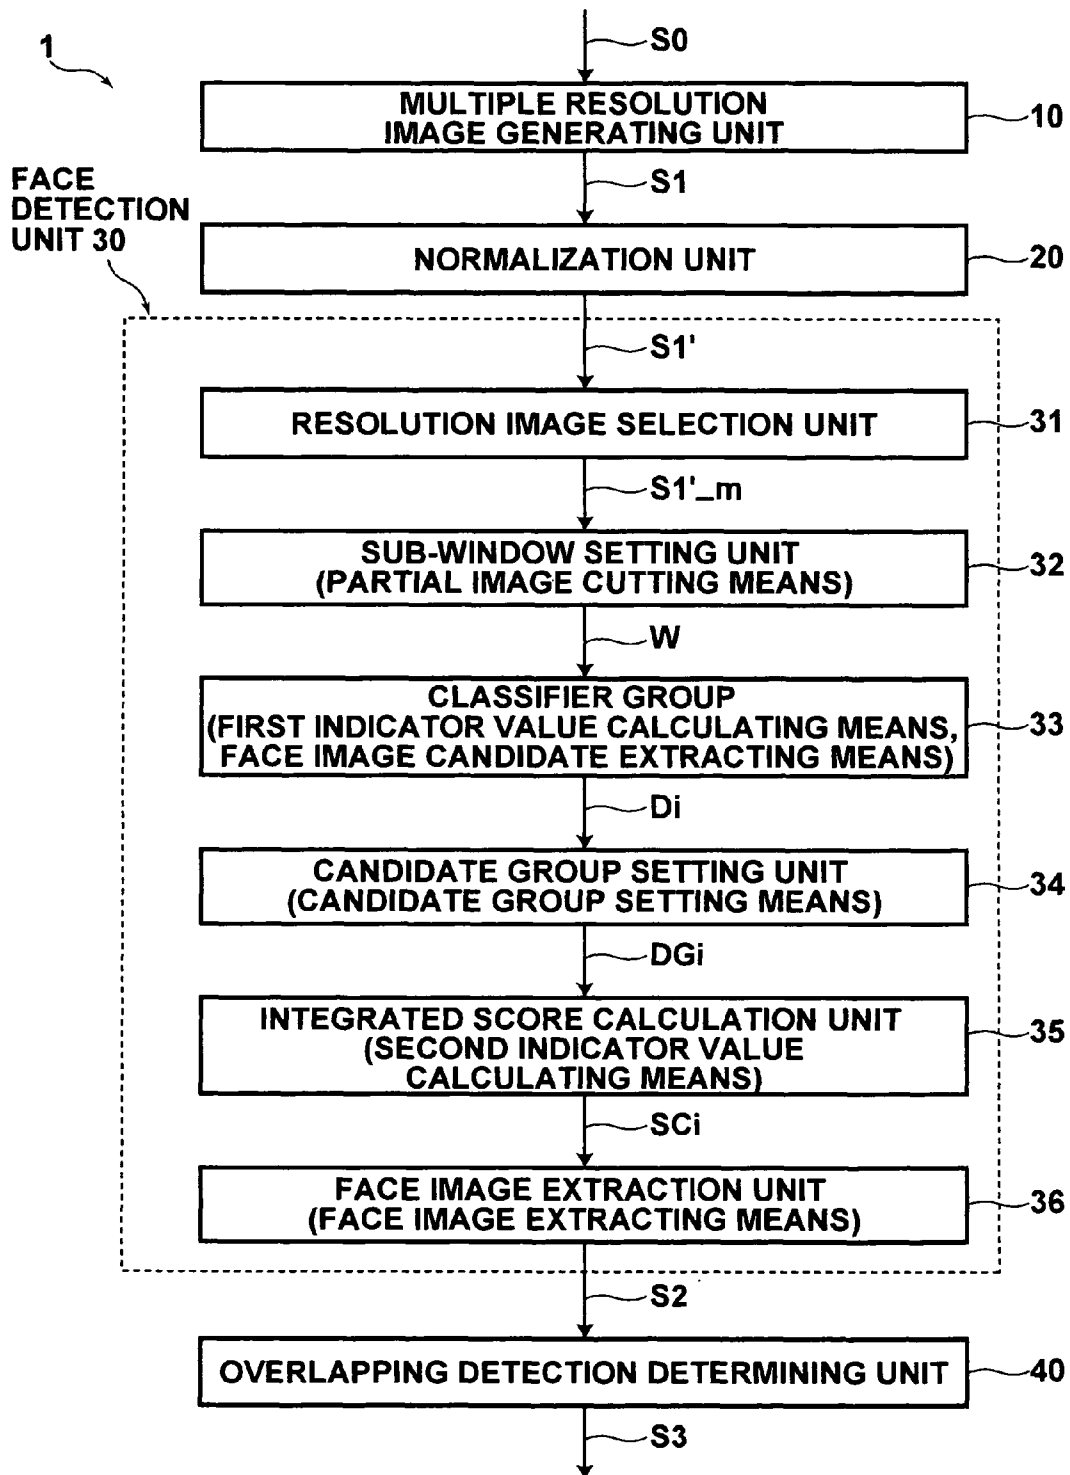 S0
1
MULTIPLE RESOLUTION
IMAGE GENERATING UNIT
10
S1
FACE
DETECTION
UNIT 30
NORMALIZATION UNIT
20
S1'
RESOLUTION IMAGE SELECTION UNIT
31
S1'_m
SUB-WINDOW SETTING UNIT
(PARTIAL IMAGE CUTTING MEANS)
32
W
CLASSIFIER GROUP
(FIRST INDICATOR VALUE CALCULATING MEANS,
FACE IMAGE CANDIDATE EXTRACTING MEANS)
33
Di
CANDIDATE GROUP SETTING UNIT
(CANDIDATE GROUP SETTING MEANS)
34
DGi
INTEGRATED SCORE CALCULATION UNIT
(SECOND INDICATOR VALUE
CALCULATING MEANS)
35
SCi
FACE IMAGE EXTRACTION UNIT
(FACE IMAGE EXTRACTING MEANS)
36
S2
OVERLAPPING DETECTION DETERMINING UNIT
40
S3